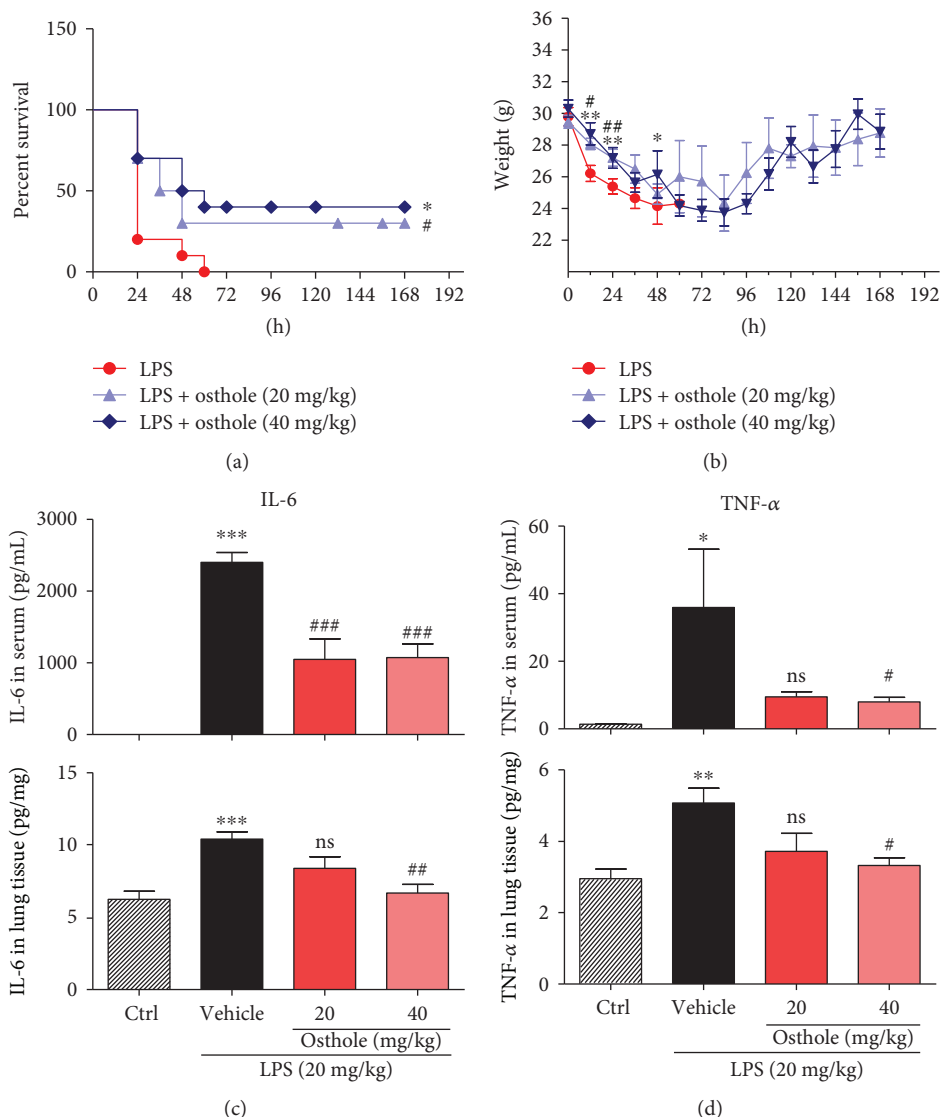 150
100
50
0
Percent survival
0 24 48 72 96 120 144 168 192
(h)
*
#
LPS
LPS + osthole (20 mg/kg)
LPS + osthole (40 mg/kg)
(a)
36
34
32
30
28
26
24
22
Weight (g)
#
**
##
**
*
0 24 48 72 96 120 144 168 192
(h)
LPS
LPS + osthole (20 mg/kg)
LPS + osthole (40 mg/kg)
(b)
IL-6
3000
2000
1000
0
IL-6 in serum (pg/mL)
***
###
###
15
10
5
0
IL-6 in lung tissue (pg/mg)
***
ns
##
Ctrl Vehicle 20 40
Osthole (mg/kg)
LPS (20 mg/kg)
(c)
TNF-α
60
40
20
0
TNF-α in serum (pg/mL)
*
ns
#
6
4
2
0
TNF-α in lung tissue (pg/mg)
**
ns
#
Ctrl Vehicle 20 40
Osthole (mg/kg)
LPS (20 mg/kg)
(d)